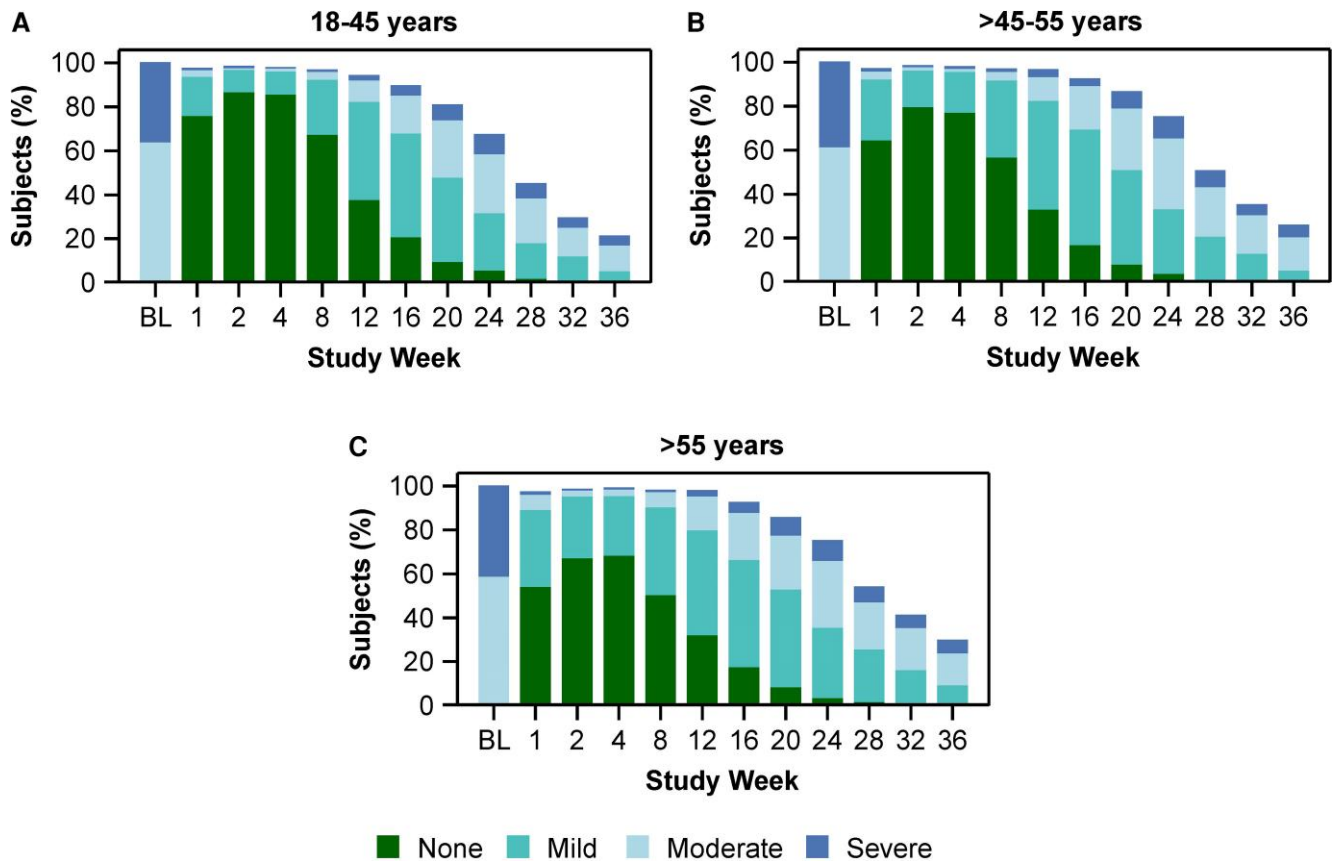 A
18-45 years
Subjects (%)
100
80
60
40
20
0
BL 1 2 4 8 12 16 20 24 28 32 36
Study Week
B
>45-55 years
Subjects (%)
100
80
60
40
20
0
BL 1 2 4 8 12 16 20 24 28 32 36
Study Week
C
>55 years
Subjects (%)
100
80
60
40
20
0
BL 1 2 4 8 12 16 20 24 28 32 36
Study Week
None Mild Moderate Severe